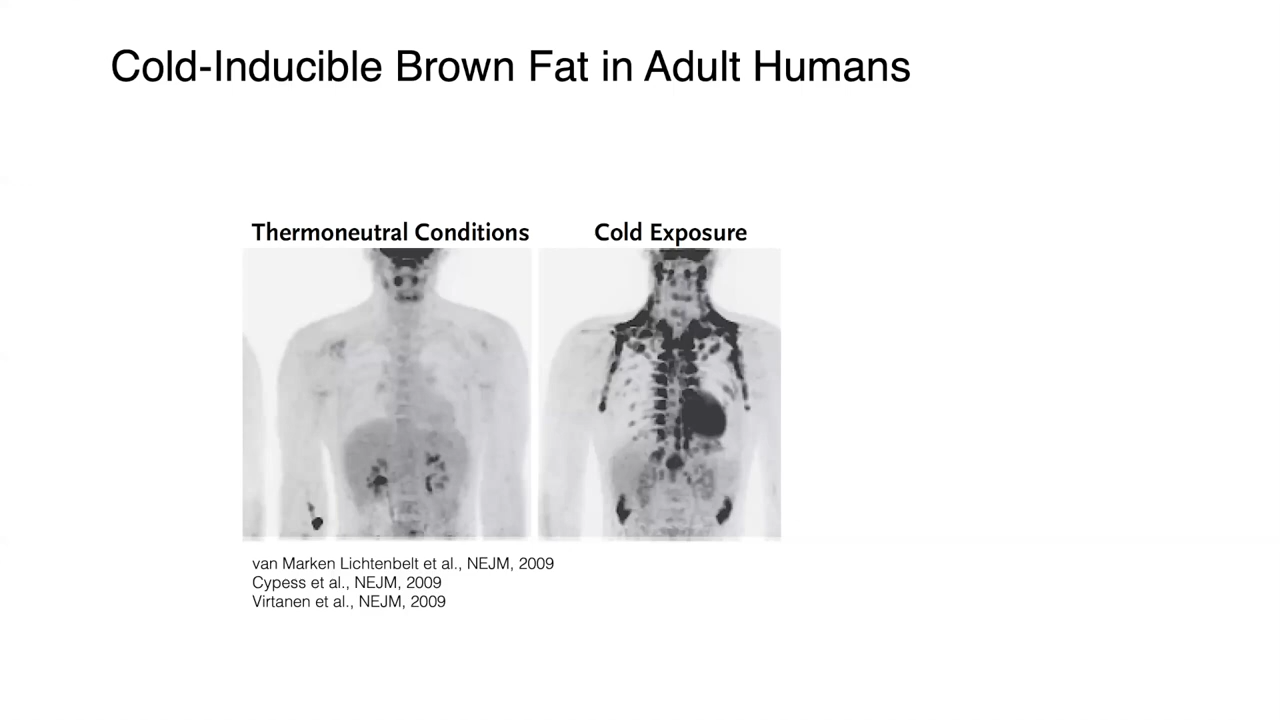 Cold-Inducible Brown Fat in Adult Humans
Thermoneutral Conditions
Cold Exposure
van Marken Lichtenbelt et al., NEJM, 2009
Cypess et al., NEJM, 2009
Virtanen et al., NEJM, 2009